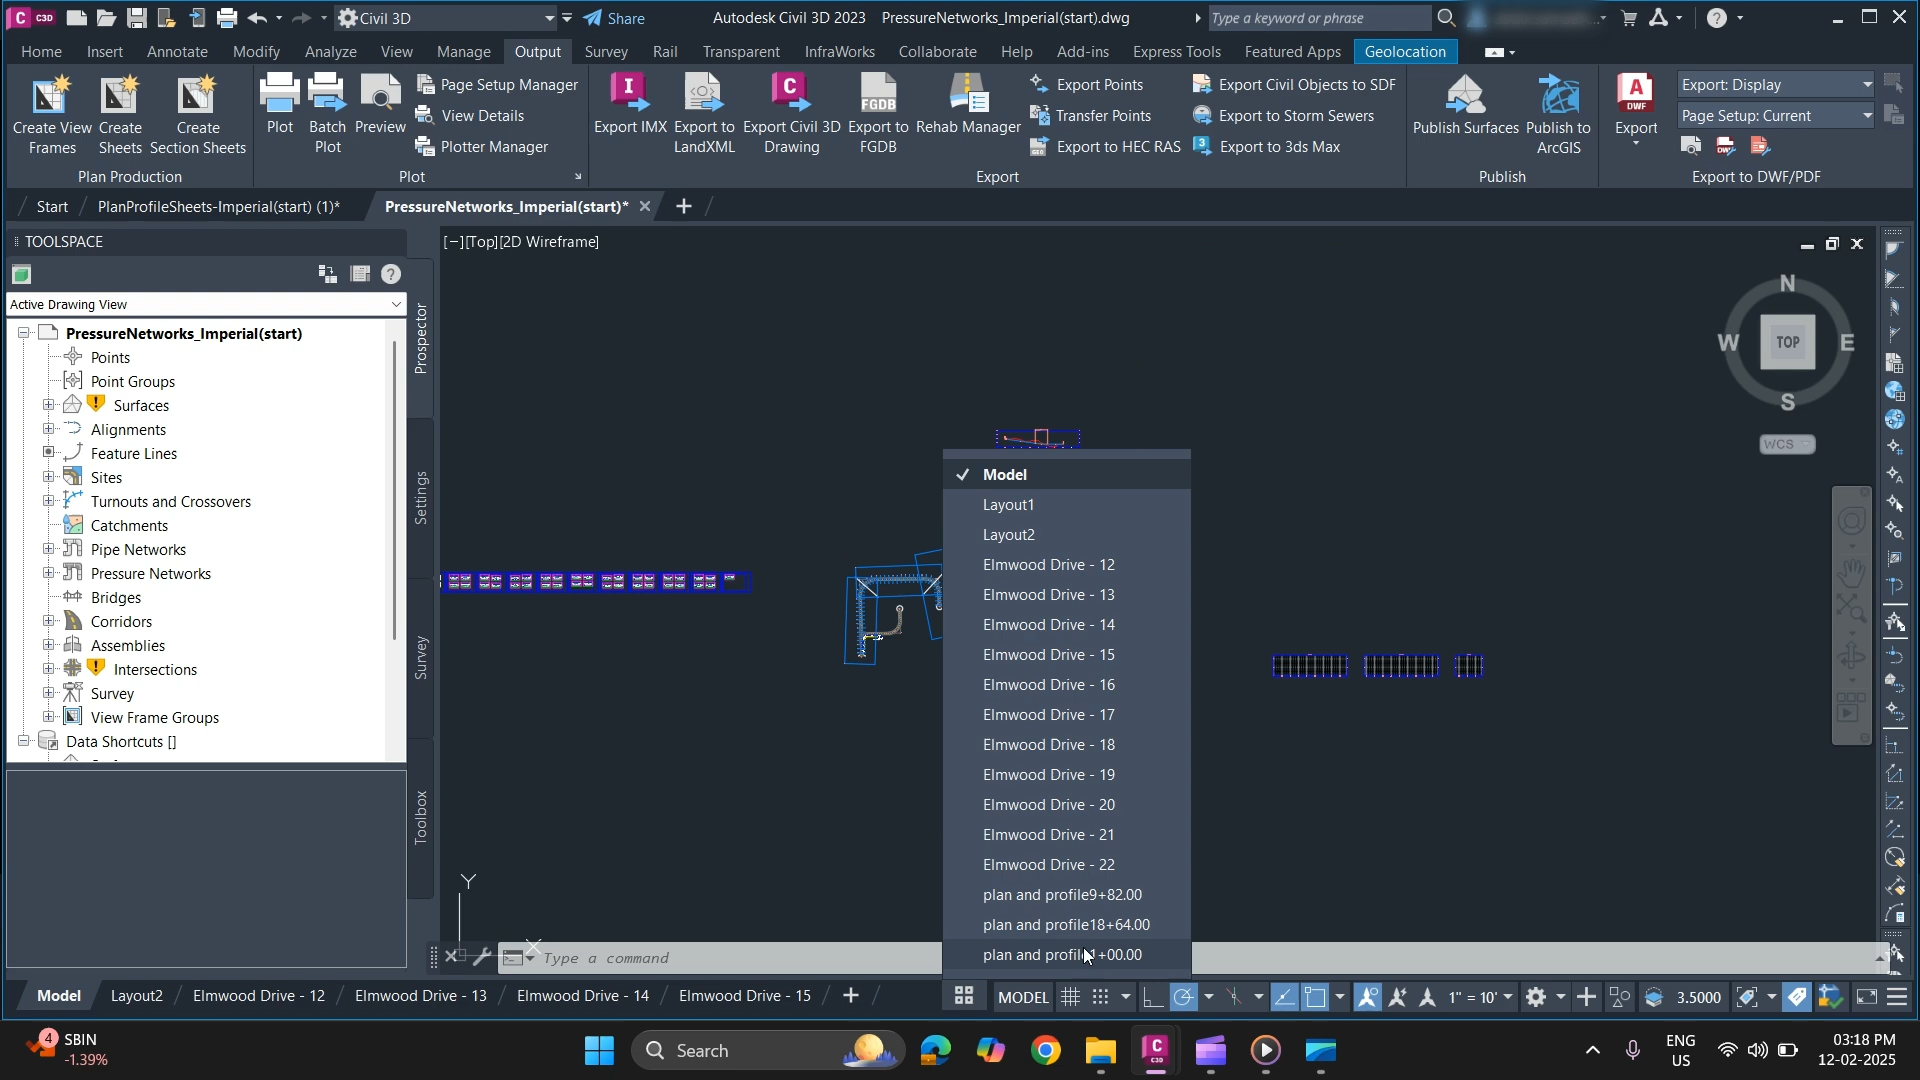 C C3D Civil 3D Share Autodesk Civil 3D 2023 PressureNetworks_Imperial(start).dwg Type a keyword or phrase
Home Insert Annotate Modify Analyze View Manage Output Survey Rail Transparent InfraWorks Collaborate Help Add-ins Express Tools Featured Apps Geolocation
Create View Frames
Create Sheets
Create Section Sheets
Plan Production
Plot
Batch Plot
Preview
Page Setup Manager
View Details
Plotter Manager
Plot
Export IMX
Export to LandXML
Export Civil 3D Drawing
FGDB
Export to FGDB
Rehab Manager
Export Points
Transfer Points
Export to HEC RAS
Export Civil Objects to SDF
Export to Storm Sewers
Export to 3ds Max
Export
Publish Surfaces
Publish to ArcGIS
Publish
DWF
Export
Export: Display
Page Setup: Current
Export to DWF/PDF
Start PlanProfileSheets-Imperial(start) (1)* PressureNetworks_Imperial(start)*
TOOLSPACE
Active Drawing View
PressureNetworks_Imperial(start)
Points
Point Groups
Surfaces
Alignments
Feature Lines
Sites
Turnouts and Crossovers
Catchments
Pipe Networks
Pressure Networks
Bridges
Corridors
Assemblies
Intersections
Survey
View Frame Groups
Data Shortcuts []
Prospector
Settings
Survey
Toolbox
[−][Top][2D Wireframe]
N
W TOP E
S
WCS
Y
Model
Layout1
Layout2
Elmwood Drive - 12
Elmwood Drive - 13
Elmwood Drive - 14
Elmwood Drive - 15
Elmwood Drive - 16
Elmwood Drive - 17
Elmwood Drive - 18
Elmwood Drive - 19
Elmwood Drive - 20
Elmwood Drive - 21
Elmwood Drive - 22
plan and profile9+82.00
plan and profile18+64.00
plan and profile1+00.00
Type a command
Model Layout2 Elmwood Drive - 12 Elmwood Drive - 13 Elmwood Drive - 14 Elmwood Drive - 15 MODEL 1" = 10' 3.5000
4 SBIN
-1.39%
Search
ENG
US
03:18 PM
12-02-2025